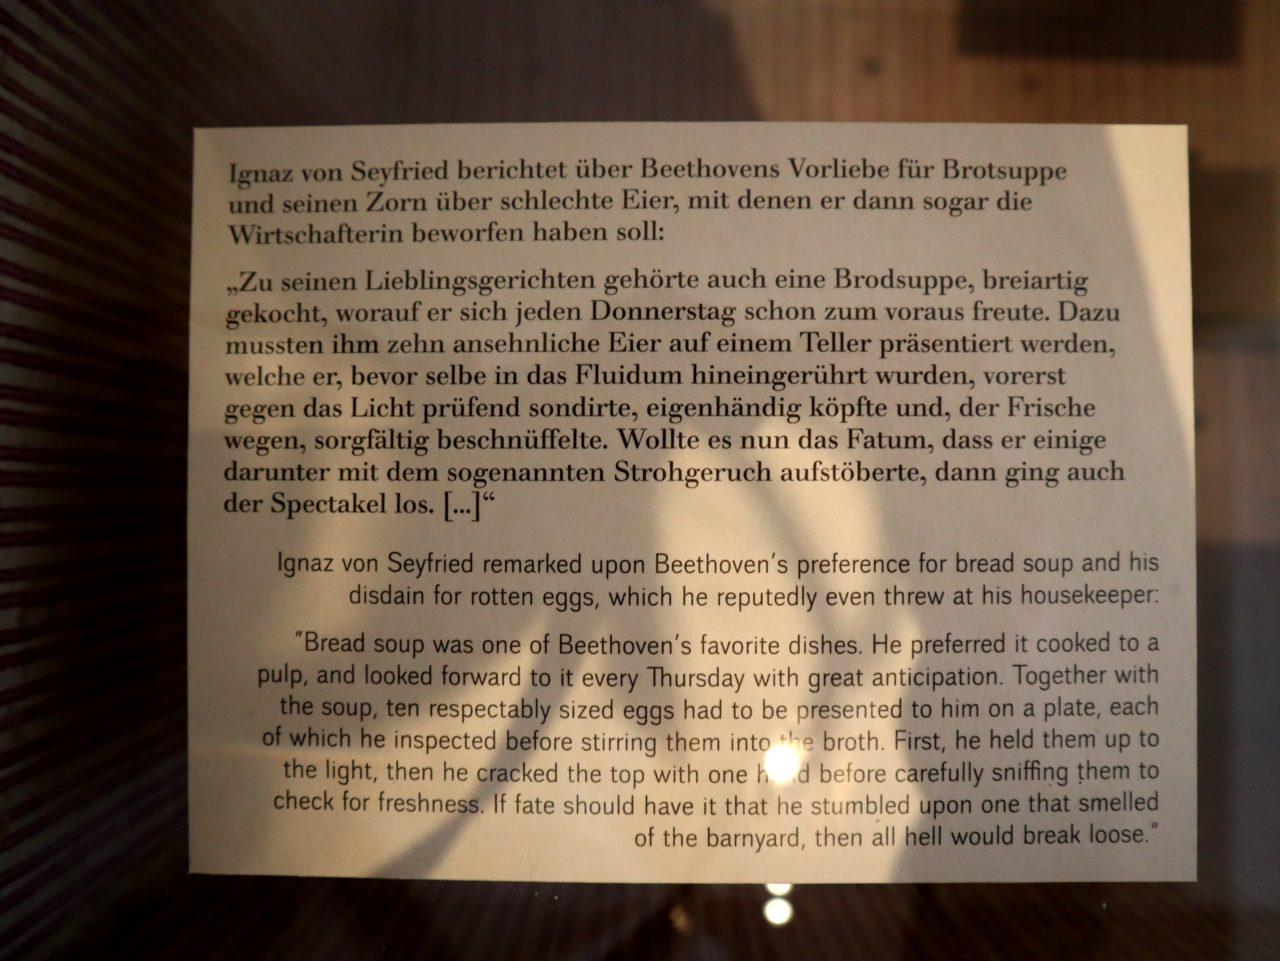 Ignaz von Seyfried berichtet über Beethovens Vorliebe für Brotsuppe
und seinen Zorn über schlechte Eier, mit denen er dann sogar die
Wirtschafterin beworfen haben soll:
„Zu seinen Lieblingsgerichten gehörte auch eine Brodsuppe, breiartig
gekocht, worauf er sich jeden Donnerstag schon zum voraus freute. Dazu
mussten ihm zehn ansehnliche Eier auf einem Teller präsentiert werden,
welche er, bevor selbe in das Fluidum hineingerührt wurden, vorerst
gegen das Licht prüfend sondirte, eigenhändig köpfte und, der Frische
wegen, sorgfältig beschnüffelte. Wollte es nun das Fatum, dass er einige
darunter mit dem sogenannten Strohgeruch aufstöberte, dann ging auch
der Spectakel los. [...]“
Ignaz von Seyfried remarked upon Beethoven's preference for bread soup and his
disdain for rotten eggs, which he reputedly even threw at his housekeeper:
"Bread soup was one of Beethoven's favorite dishes. He preferred it cooked to a
pulp, and looked forward to it every Thursday with great anticipation. Together with
the soup, ten respectably sized eggs had to be presented to him on a plate, each
of which he inspected before stirring them into the broth. First, he held them up to
the light, then he cracked the top with one hand before carefully sniffing them to
check for freshness. If fate should have it that he stumbled upon one that smelled
of the barnyard, then all hell would break loose."